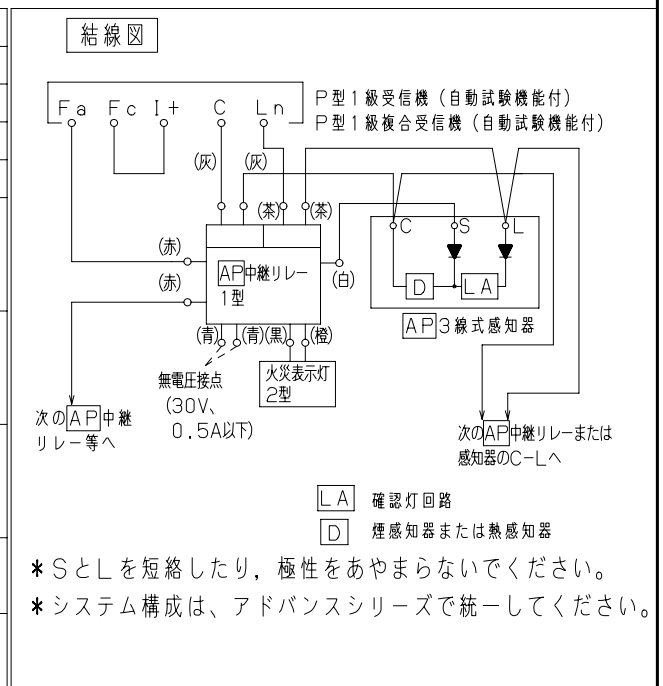 結線図
Fa Fc I+ C Ln
P型1級受信機(自動試験機能付)
P型1級複合受信機(自動試験機能付)
(灰) (灰)
(茶) (茶)
(赤)
(赤)
AP中継リレー
1型
(白)
C S L
D LA
AP3線式感知器
(青) (青)(黒) (橙)
無電圧接点
(30V、
0.5A以下)
火災表示灯
2型
次のAP中継
リレー等へ
次のAP中継リレーまたは
感知器のC-Lへ
LA 確認灯回路
D 煙感知器または熱感知器
*SとLを短絡したり，極性をあやまらないでください。
*システム構成は、アドバンスシリーズで統一してください。